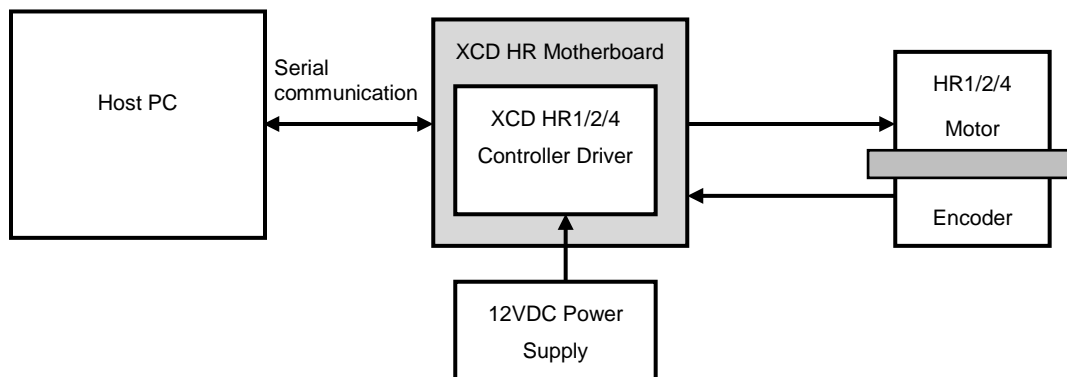 Host PC
Serial
communication
XCD HR Motherboard
XCD HR1/2/4
Controller Driver
HR1/2/4
Motor
Encoder
12VDC Power
Supply